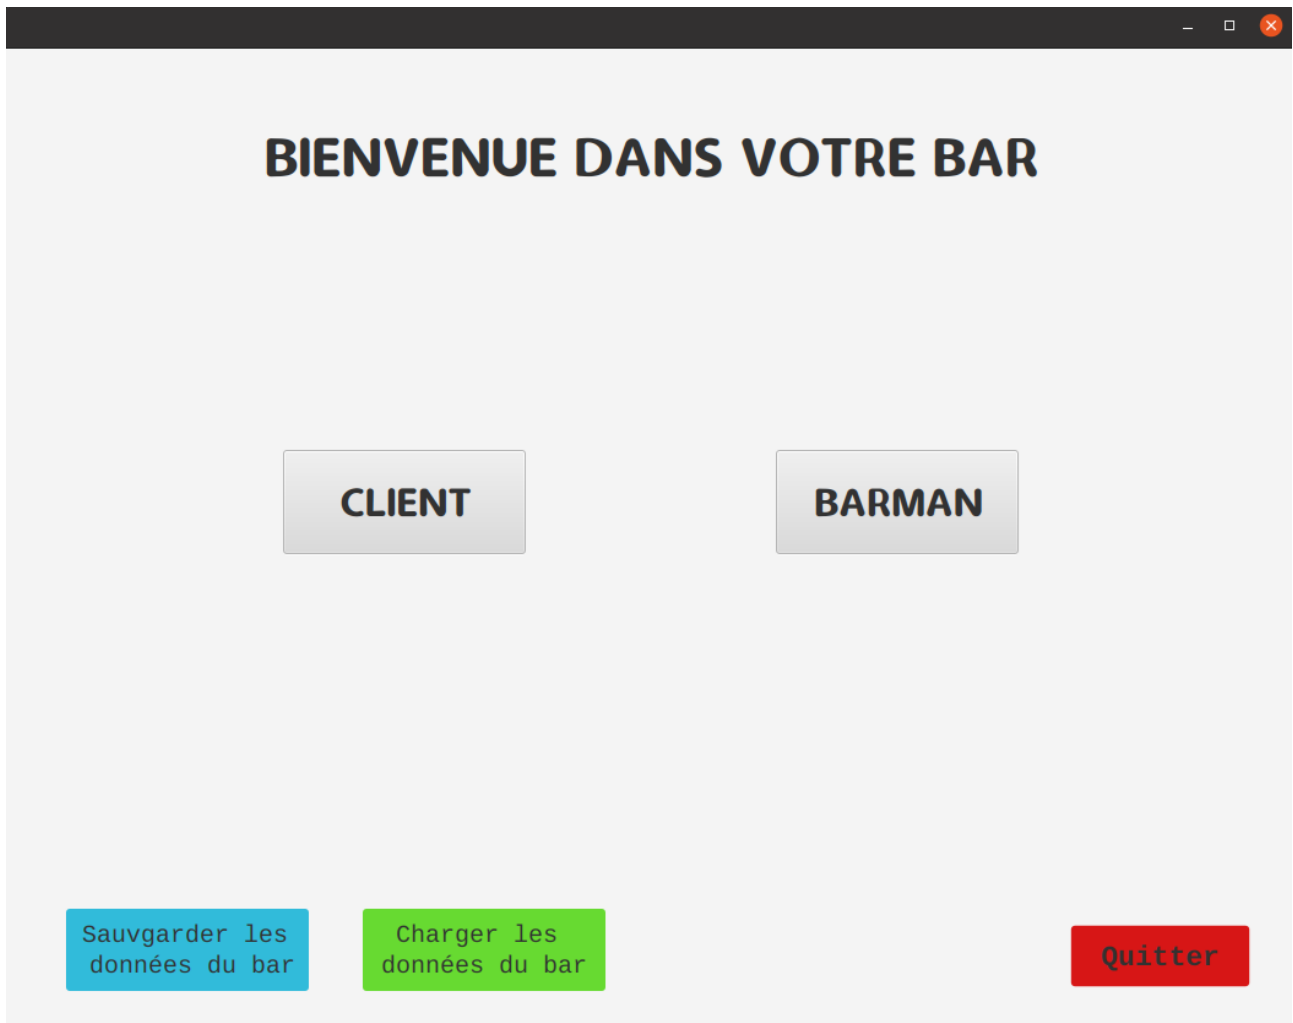 BIENVENUE DANS VOTRE BAR
CLIENT
BARMAN
Sauvgarder les
données du bar
Charger les
données du bar
Quitter